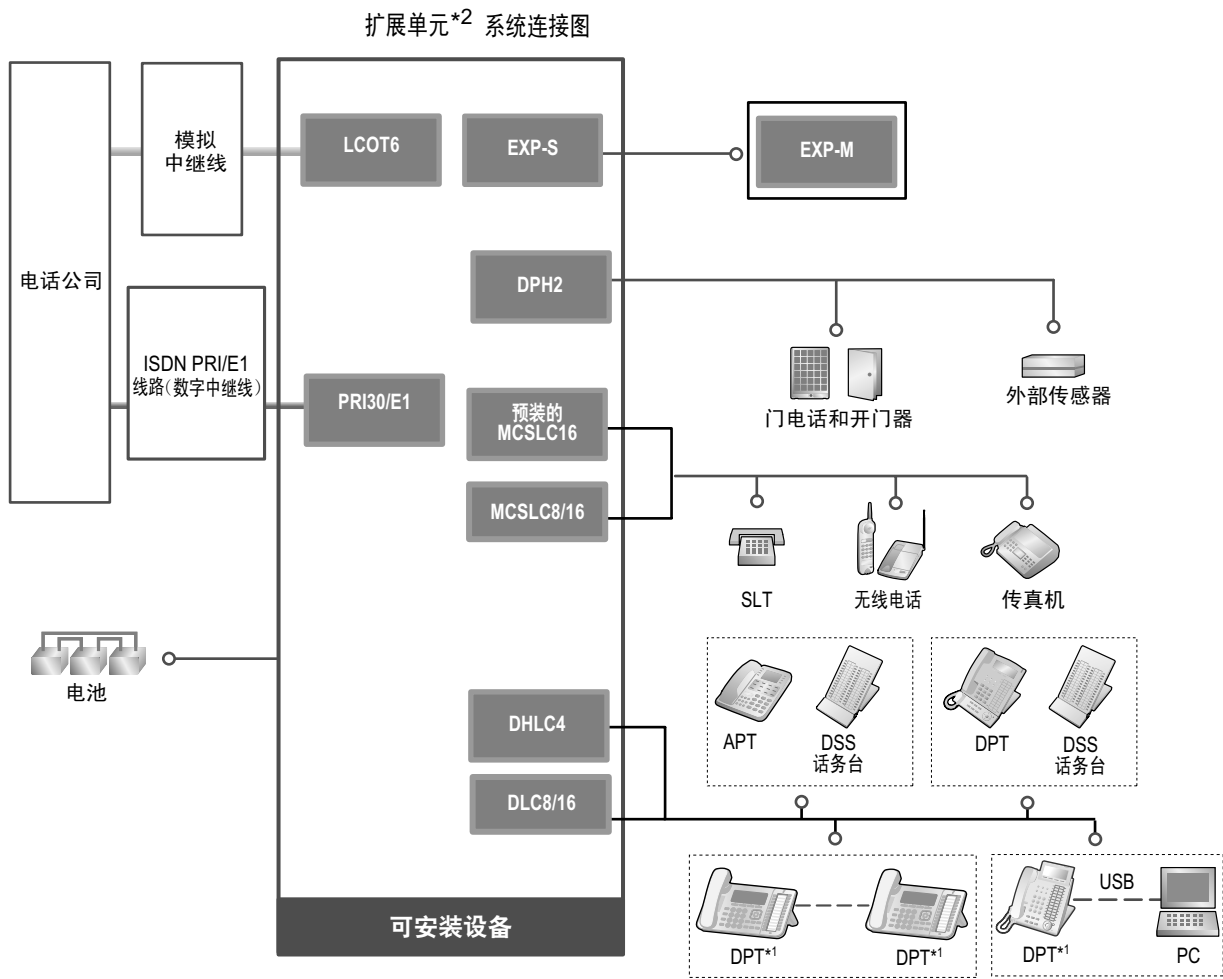 扩展单元*2 系统连接图
模拟
中继线
LCOT6
EXP-S
EXP-M
电话公司
DPH2
门电话和开门器
外部传感器
ISDN PRI/E1
线路(数字中继线)
PRI30/E1
预装的
MCSLC16
MCSLC8/16
SLT
无线电话
传真机
电池
DHLC4
DLC8/16
APT
DSS
话务台
DPT
DSS
话务台
可安装设备
DPT*1
DPT*1
DPT*1
USB
PC